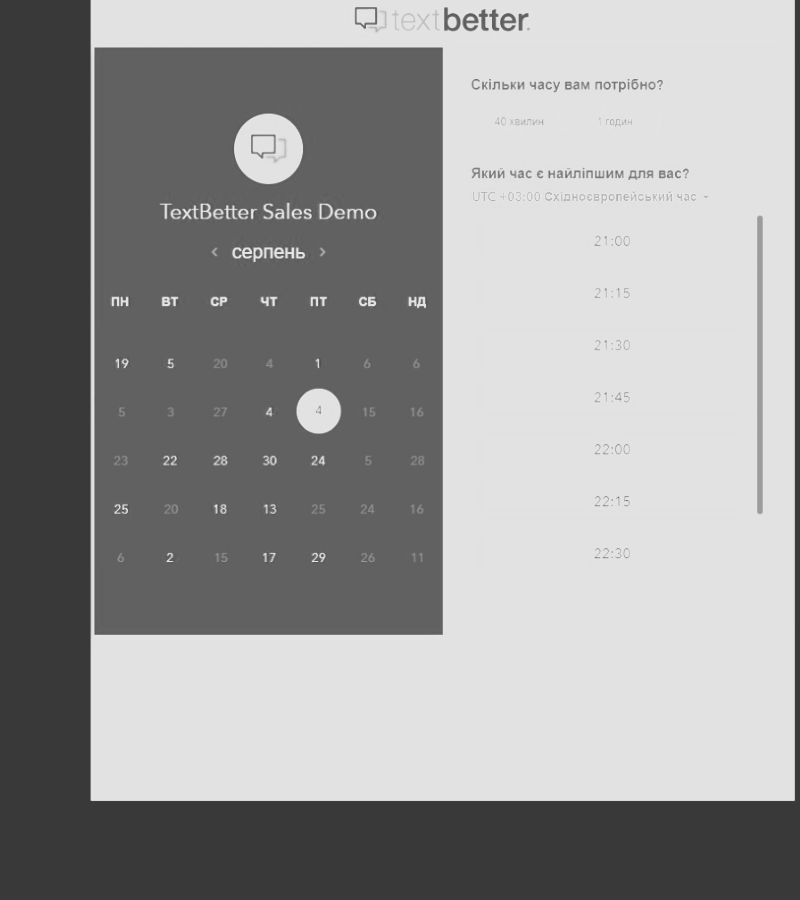 textbetter.
TextBetter Sales Demo
‹ серпень ›
ПН ВТ СР ЧТ ПТ СБ НД
19 5 20 4 1 6 6
5 3 27 4 4 15 16
23 22 28 30 24 5 28
25 20 18 13 25 24 16
6 2 15 17 29 26 11
Скільки часу вам потрібно?
40 хвилин 1 годин
Який час є найліпшим для вас?
UTC +03:00 Східноєвропейський час
21:00
21:15
21:30
21:45
22:00
22:15
22:30